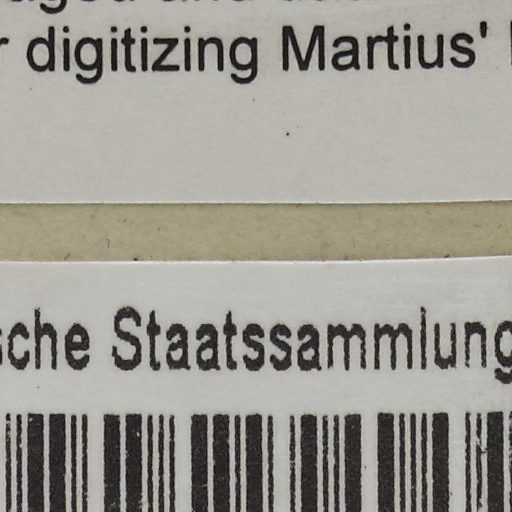 r digitizing Martius'
sche Staatssammlung